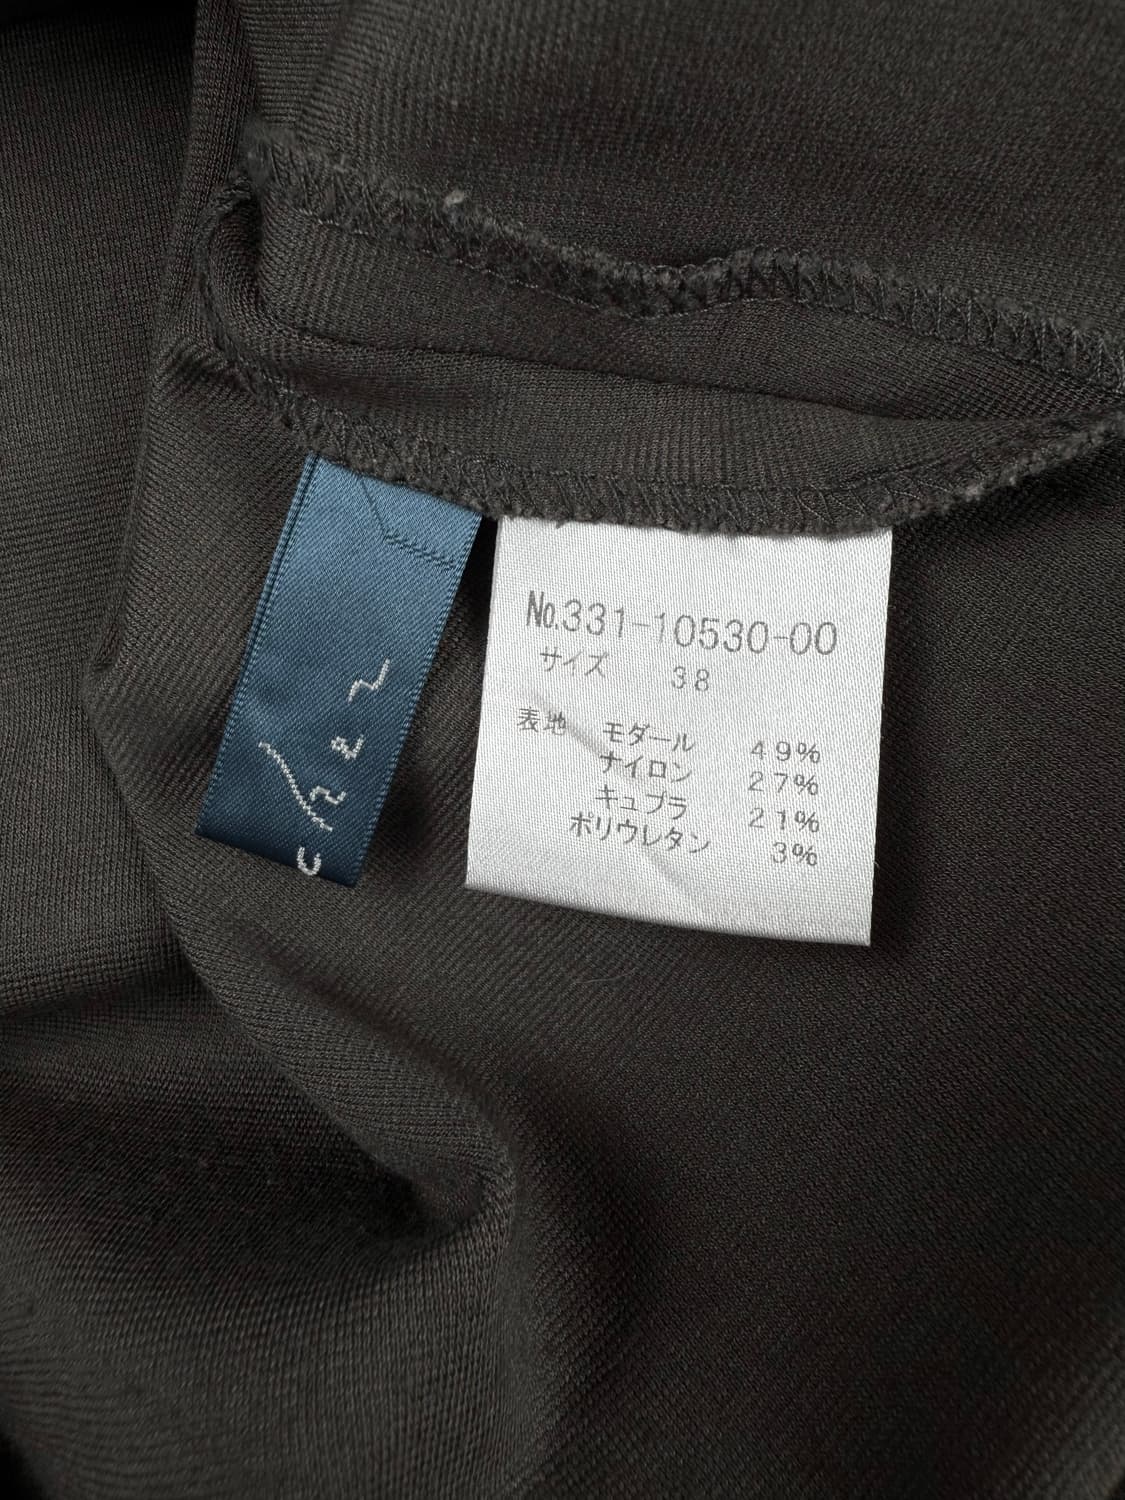 No.331-10530-00
サイズ 38
表地 モダール 49%
ナイロン 27%
キュプラ 21%
ポリウレタン 3%